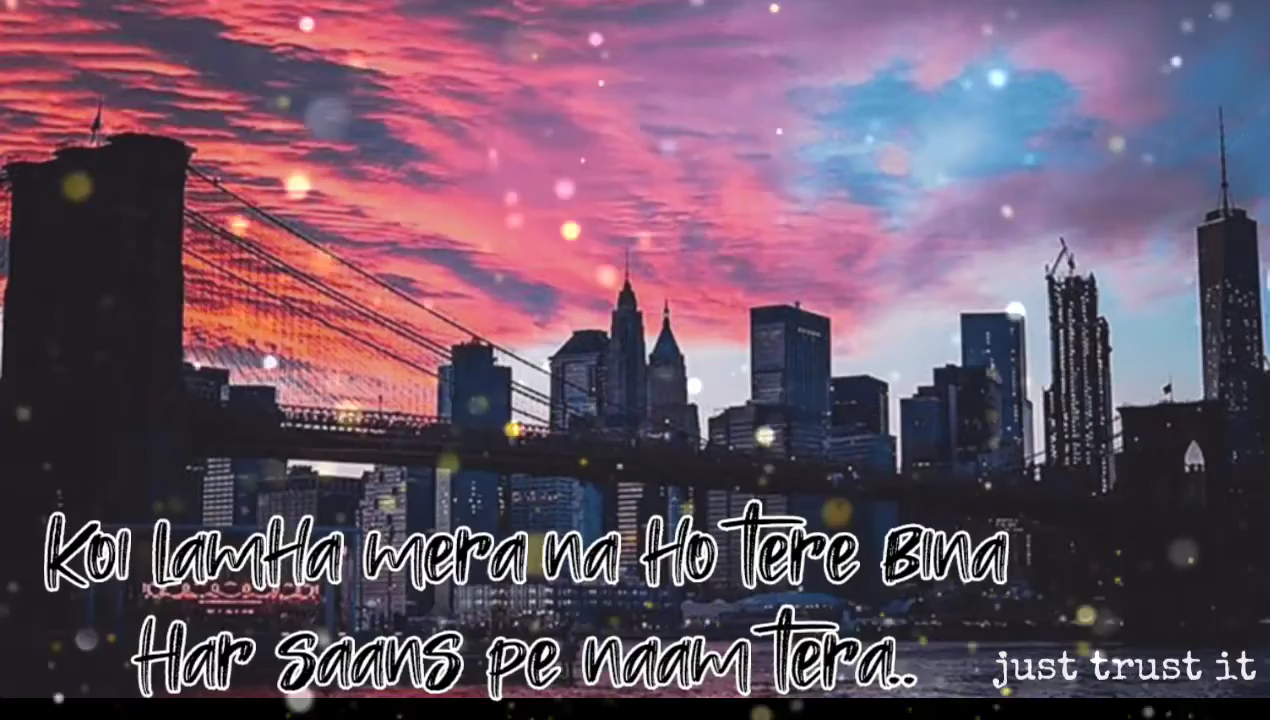 Koi LamHa mera na Ho tere Bina
Har saans pe naam tera..
just trust it